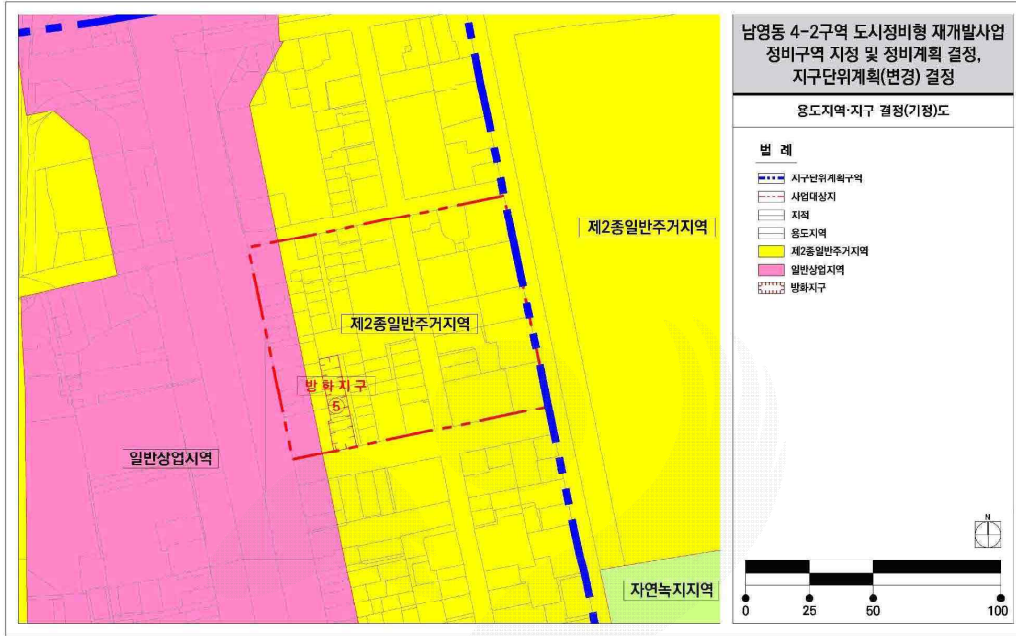 남영동 4-2구역 도시정비형 재개발사업
정비구역 지정 및 정비계획 결정,
지구단위계획(변경) 결정
용도지역·지구 결정(기정)도
범 례
지구단위계획구역
사업대상지
지적
용도지역
제2종일반주거지역
일반상업지역
방화지구
제2종일반주거지역
제2종일반주거지역
방화지구
5
일반상업지역
자연녹지지역
N
0 25 50 100